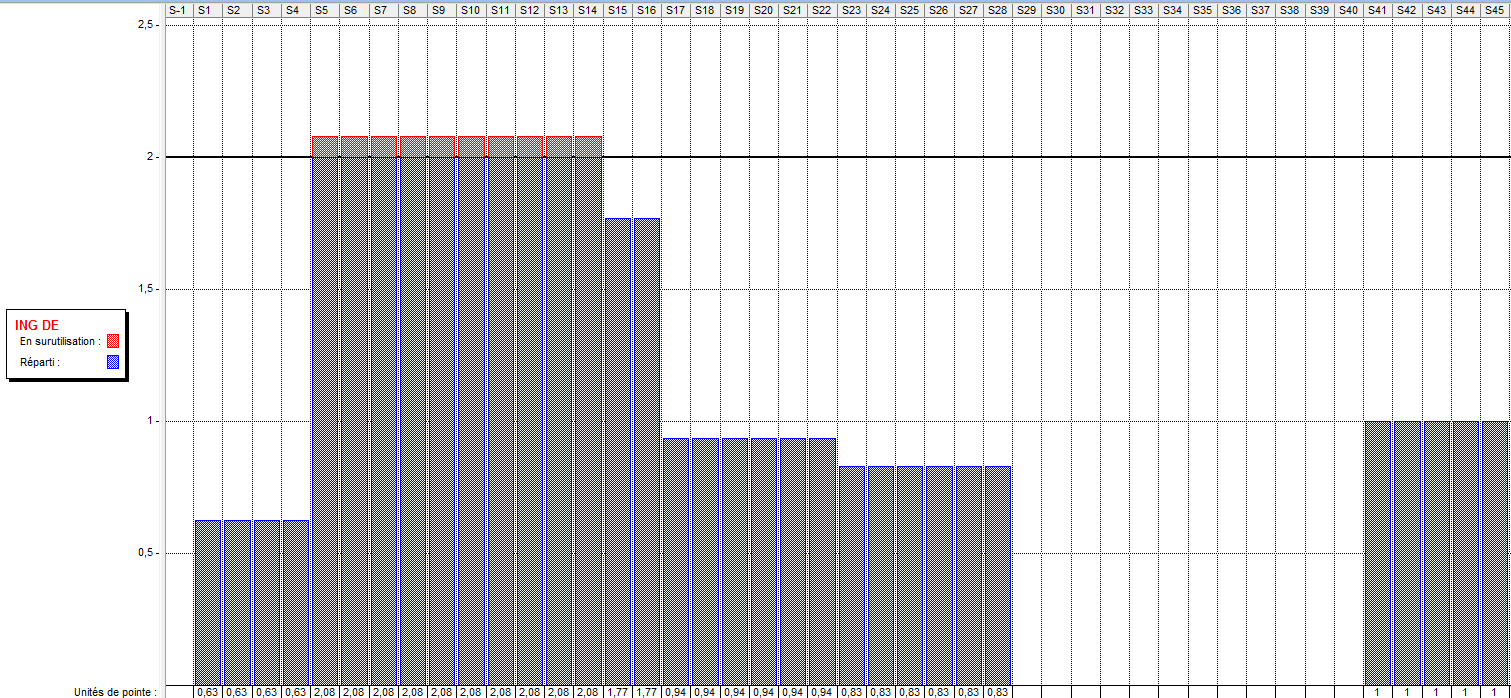 S-1 S1 S2 S3 S4 S5 S6 S7 S8 S9 S10 S11 S12 S13 S14 S15 S16 S17 S18 S19 S20 S21 S22 S23 S24 S25 S26 S27 S28 S29 S30 S31 S32 S33 S34 S35 S36 S37 S38 S39 S40 S41 S42 S43 S44 S45
2,5
2
1,5
ING DE
En surutilisation :
Réparti :
1
0,5
Unités de pointe : 0,63 0,63 0,63 0,63 2,08 2,08 2,08 2,08 2,08 2,08 2,08 2,08 2,08 2,08 1,77 1,77 0,94 0,94 0,94 0,94 0,94 0,94 0,83 0,83 0,83 0,83 0,83 0,83 1 1 1 1 1